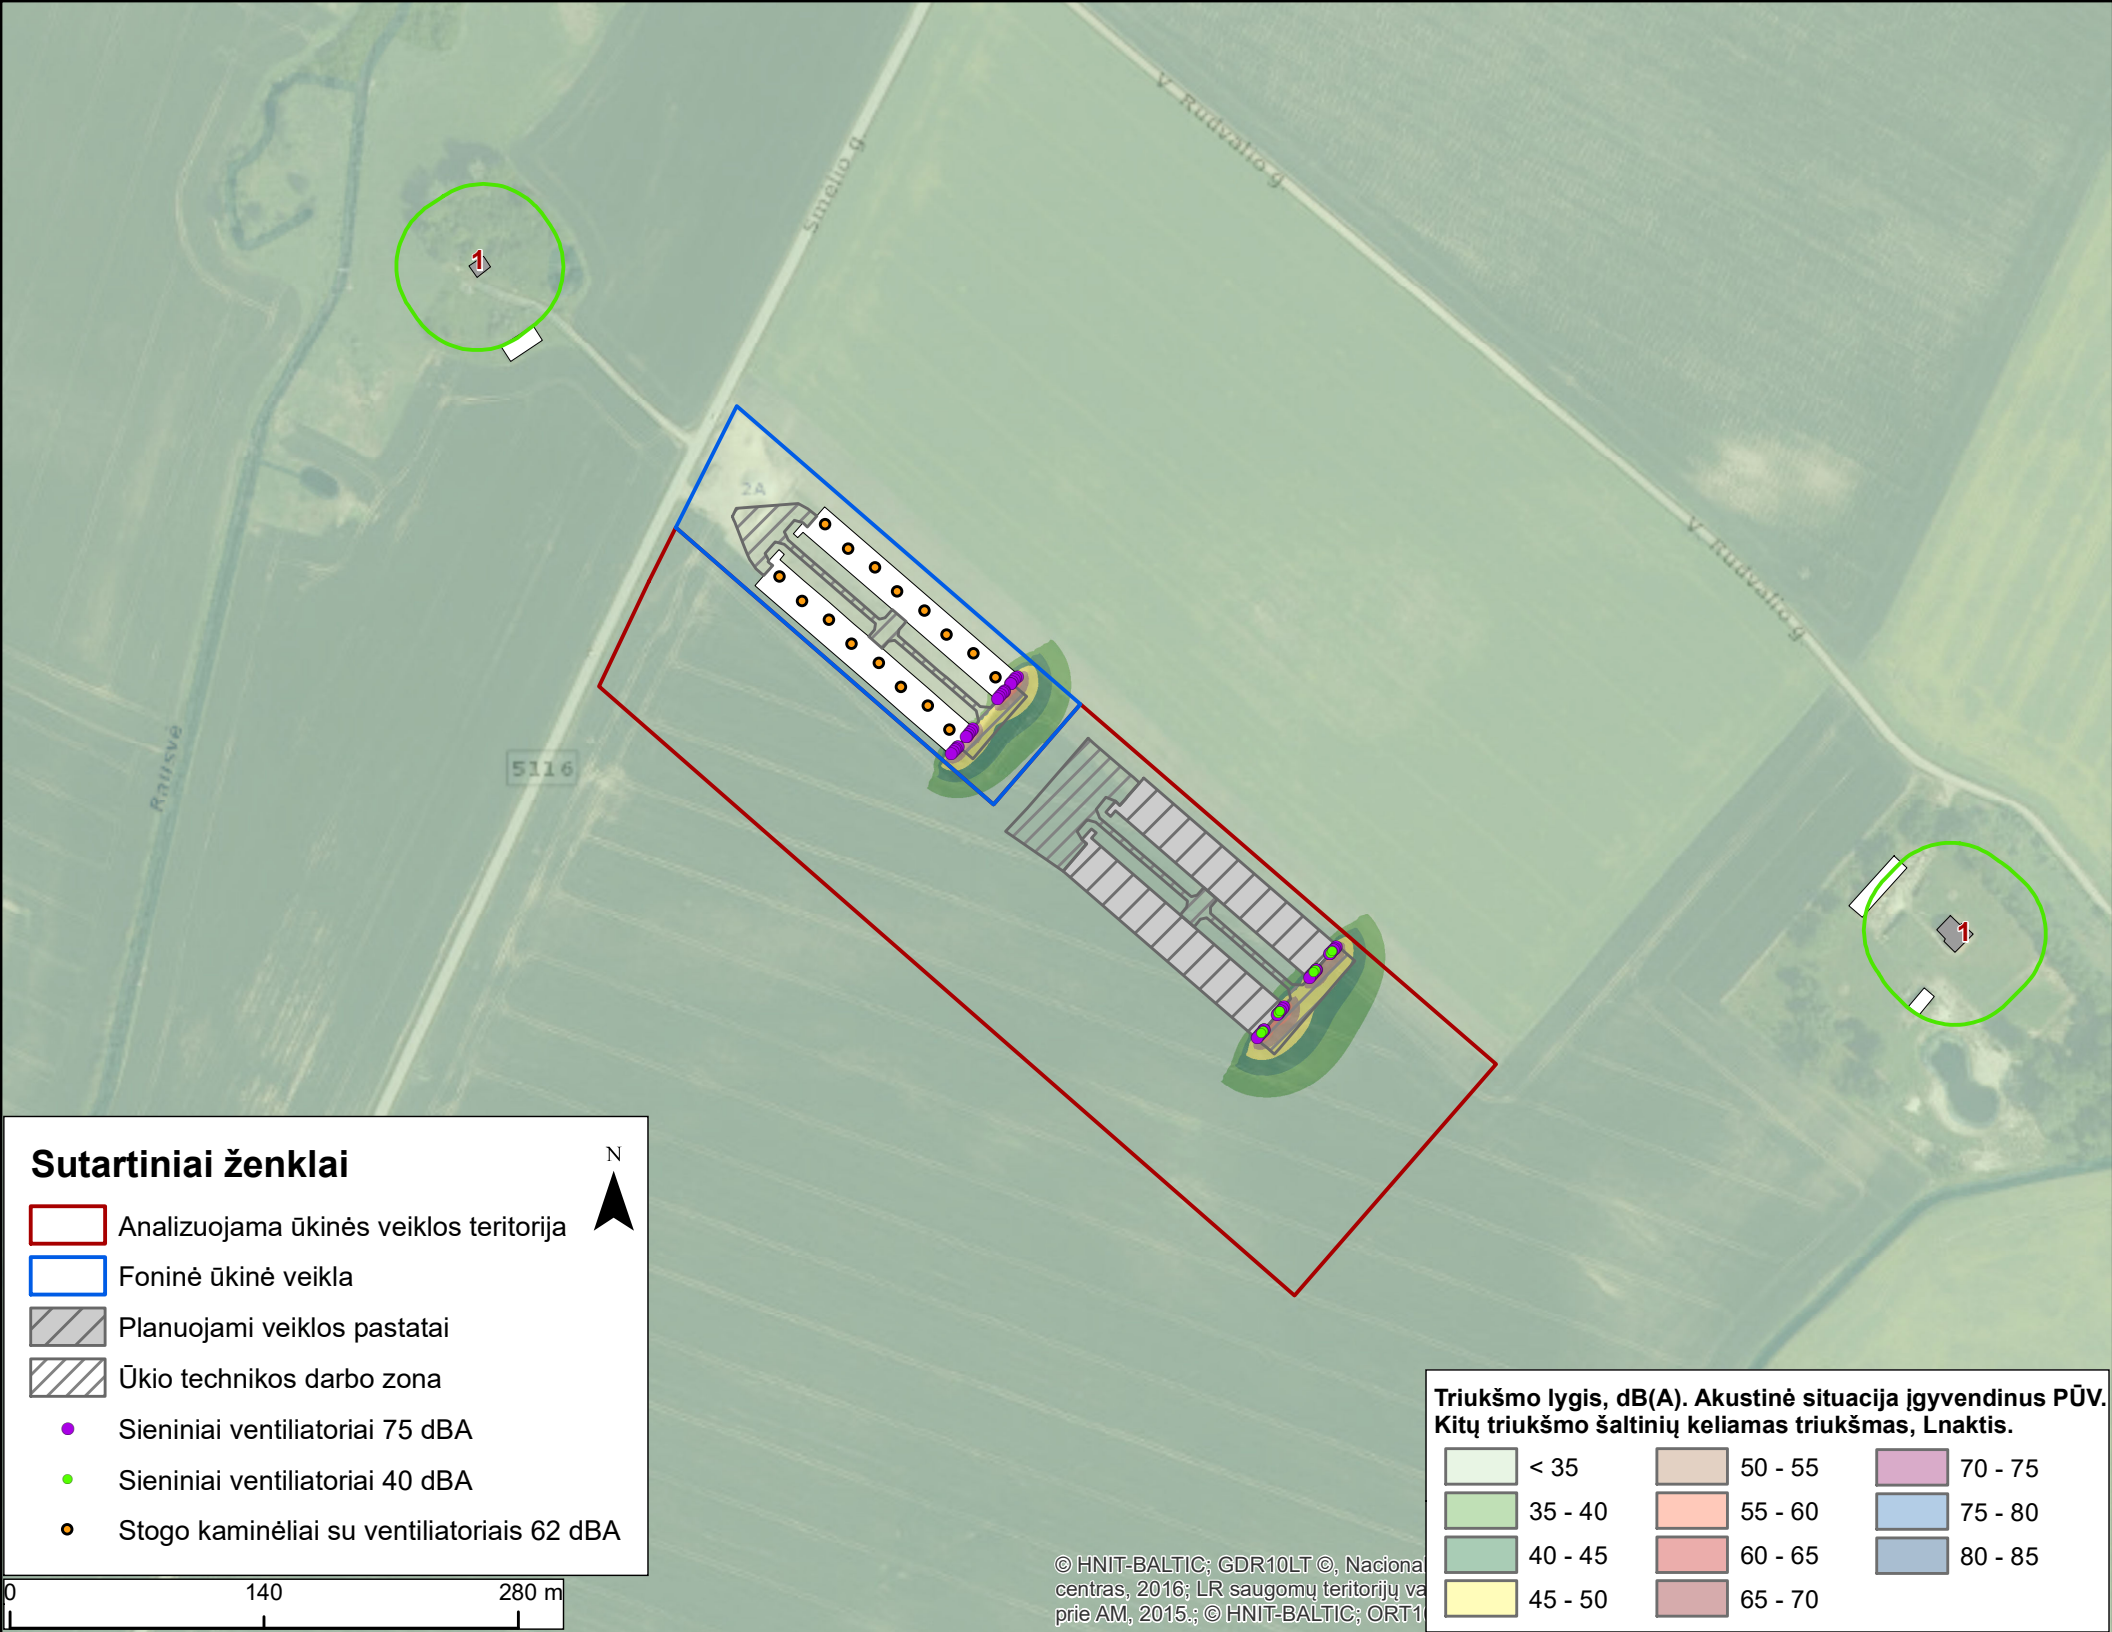 V. Rudvalio g.
Smėlio g.
1
2A
V. Rudvalio g.
Rausvė
5116
1
Sutartiniai ženklai
N
Analizuojama ūkinės veiklos teritorija
Foninė ūkinė veikla
Planuojami veiklos pastatai
Ūkio technikos darbo zona
Sieniniai ventiliatoriai 75 dBA
Sieniniai ventiliatoriai 40 dBA
Stogo kaminėliai su ventiliatoriais 62 dBA
0 140 280 m
© HNIT-BALTIC; GDR10LT ©, Nacional
centras, 2016; LR saugomų teritorijų va
prie AM, 2015.; © HNIT-BALTIC; ORT1
Triukšmo lygis, dB(A). Akustinė situacija įgyvendinus PŪV.
Kitų triukšmo šaltinių keliamas triukšmas, Lnaktis.
< 35
35 - 40
40 - 45
45 - 50
50 - 55
55 - 60
60 - 65
65 - 70
70 - 75
75 - 80
80 - 85